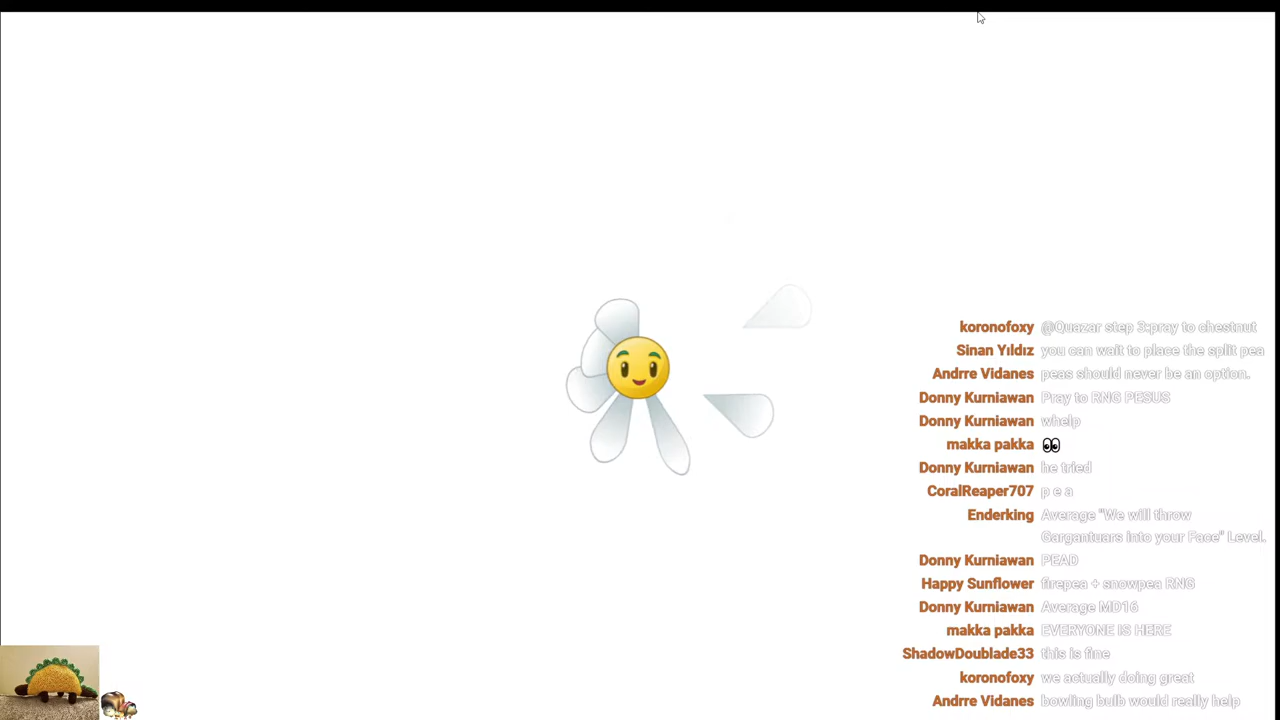 koronofoxy @Quazar step 3:pray to chestnut
Sinan Yıldız you can wait to place the split pea
Andrre Vidanes peas should never be an option.
Donny Kurniawan Pray to RNG PESUS
Donny Kurniawan whelp
makka pakka 👀
Donny Kurniawan he tried
CoralReaper707 p e a
Enderking Average "We will throw
Gargantuars into your Face" Level.
Donny Kurniawan PEAD
Happy Sunflower firepea + snowpea RNG
Donny Kurniawan Average MD16
makka pakka EVERYONE IS HERE
ShadowDoublade33 this is fine
koronofoxy we actually doing great
Andrre Vidanes bowling bulb would really help